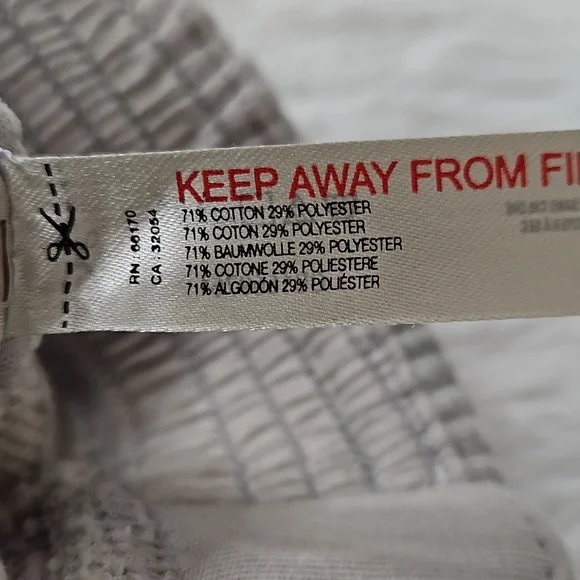 KEEP AWAY FROM
71% COTTON 29% POLYESTER
71% COTON 29% POLYESTER
71% BAUMWOLLE 29% POLYESTER
71% COTONE 29% POLIESTERE
71% ALGODÓN 29% POLIÉSTER
RN : 66170
CA : 32054